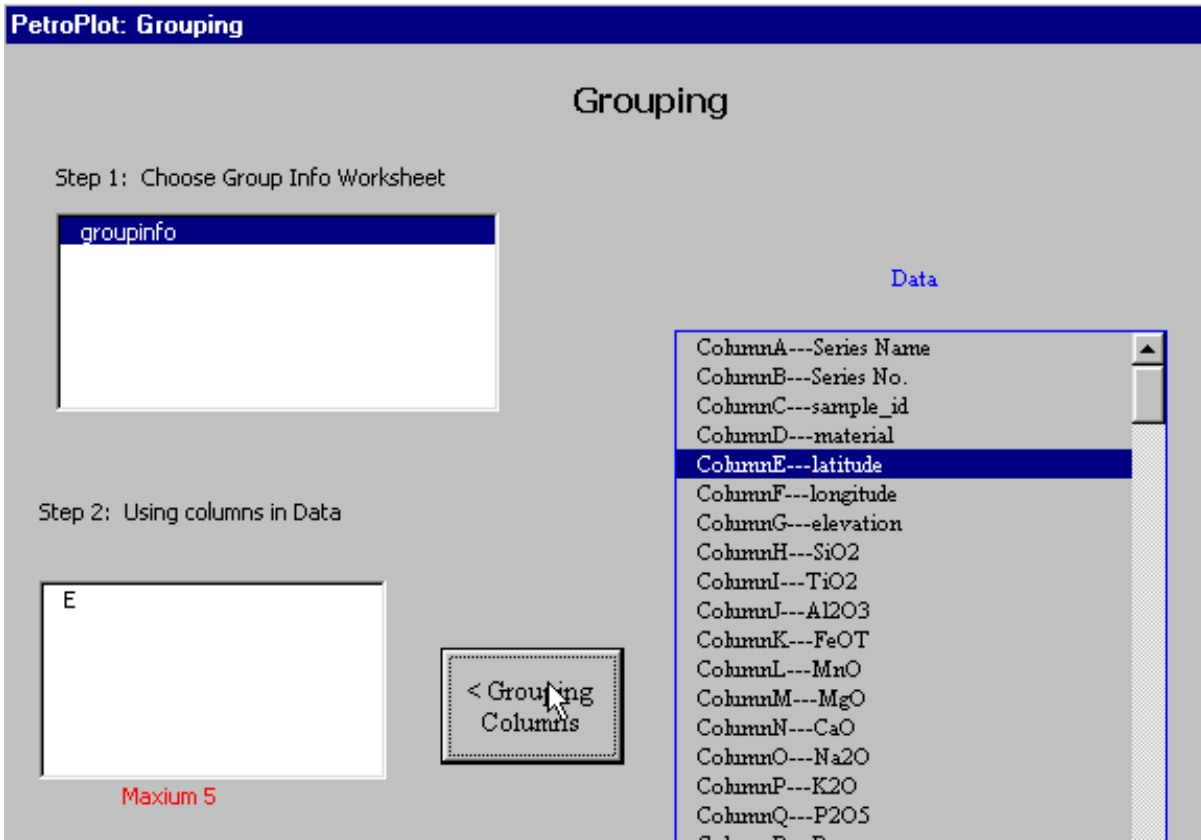 PetroPlot: Grouping
Grouping
Step 1: Choose Group Info Worksheet
groupinfo
Data
ColumnA---Series Name
ColumnB---Series No.
ColumnC---sample_id
ColumnD---material
ColumnE---latitude
ColumnF---longitude
ColumnG---elevation
ColumnH---SiO2
ColumnI---TiO2
ColumnJ---Al2O3
ColumnK---FeOT
ColumnL---MnO
ColumnM---MgO
ColumnN---CaO
ColumnO---Na2O
ColumnP---K2O
ColumnQ---P2O5
Step 2: Using columns in Data
E
< Grouping
Columns
Maxium 5